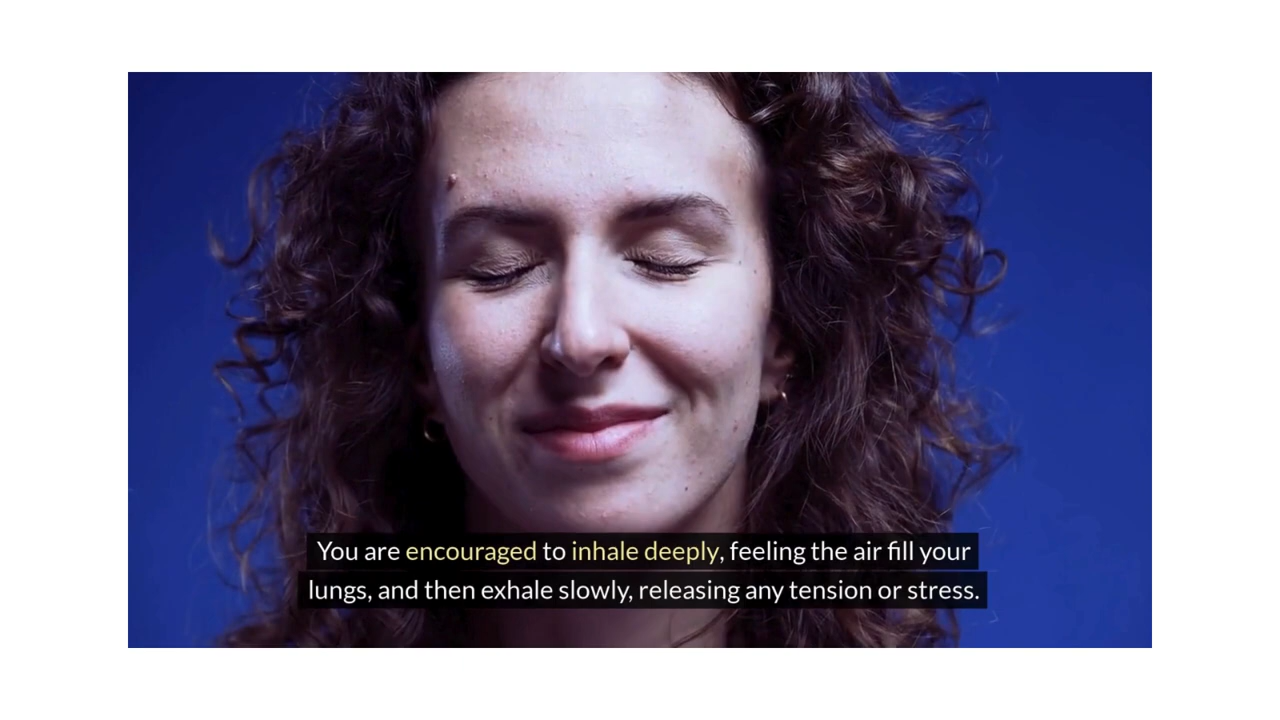 You are encouraged to inhale deeply, feeling the air fill your
lungs, and then exhale slowly, releasing any tension or stress.